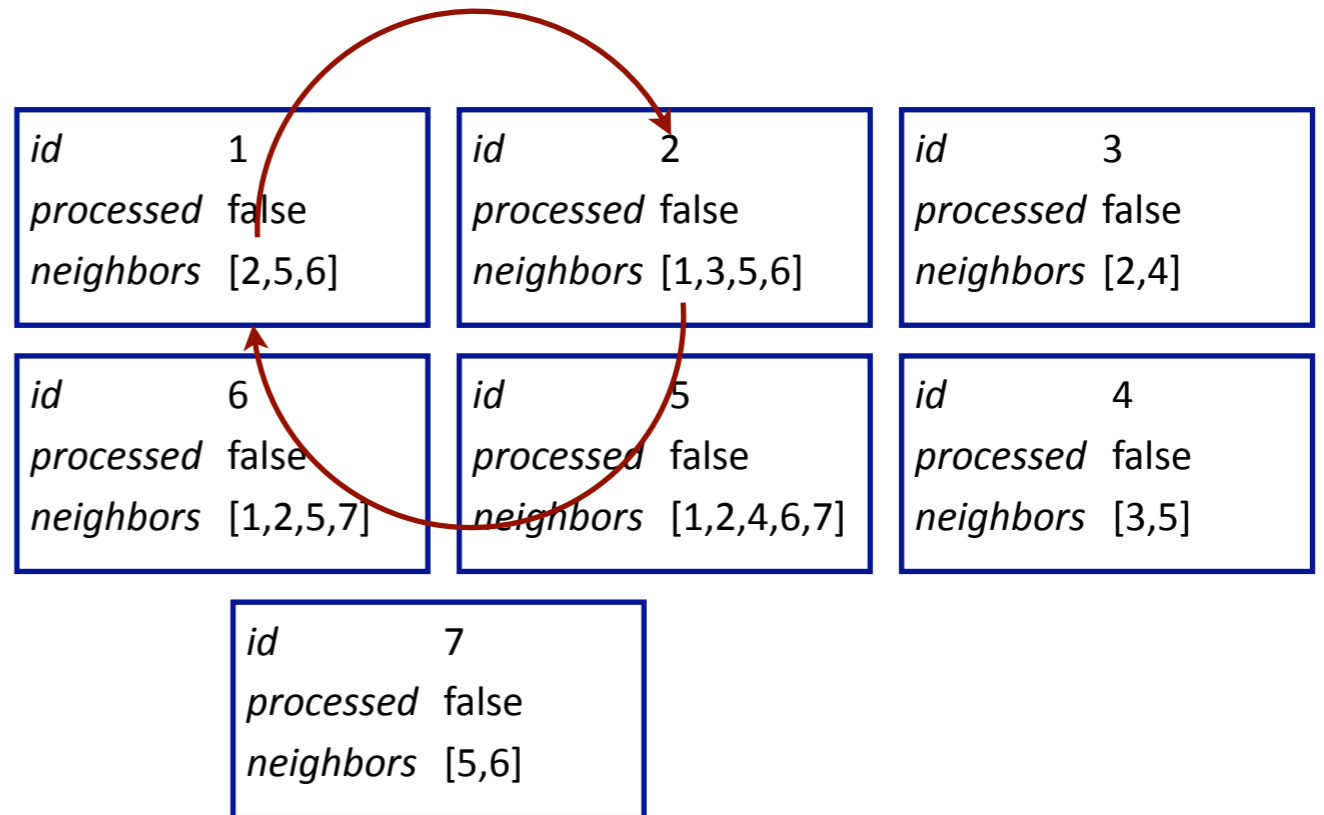 id 1
processed false
neighbors [2,5,6]
id 2
processed false
neighbors [1,3,5,6]
id 3
processed false
neighbors [2,4]
id 6
processed false
neighbors [1,2,5,7]
id 5
processed false
neighbors [1,2,4,6,7]
id 4
processed false
neighbors [3,5]
id 7
processed false
neighbors [5,6]